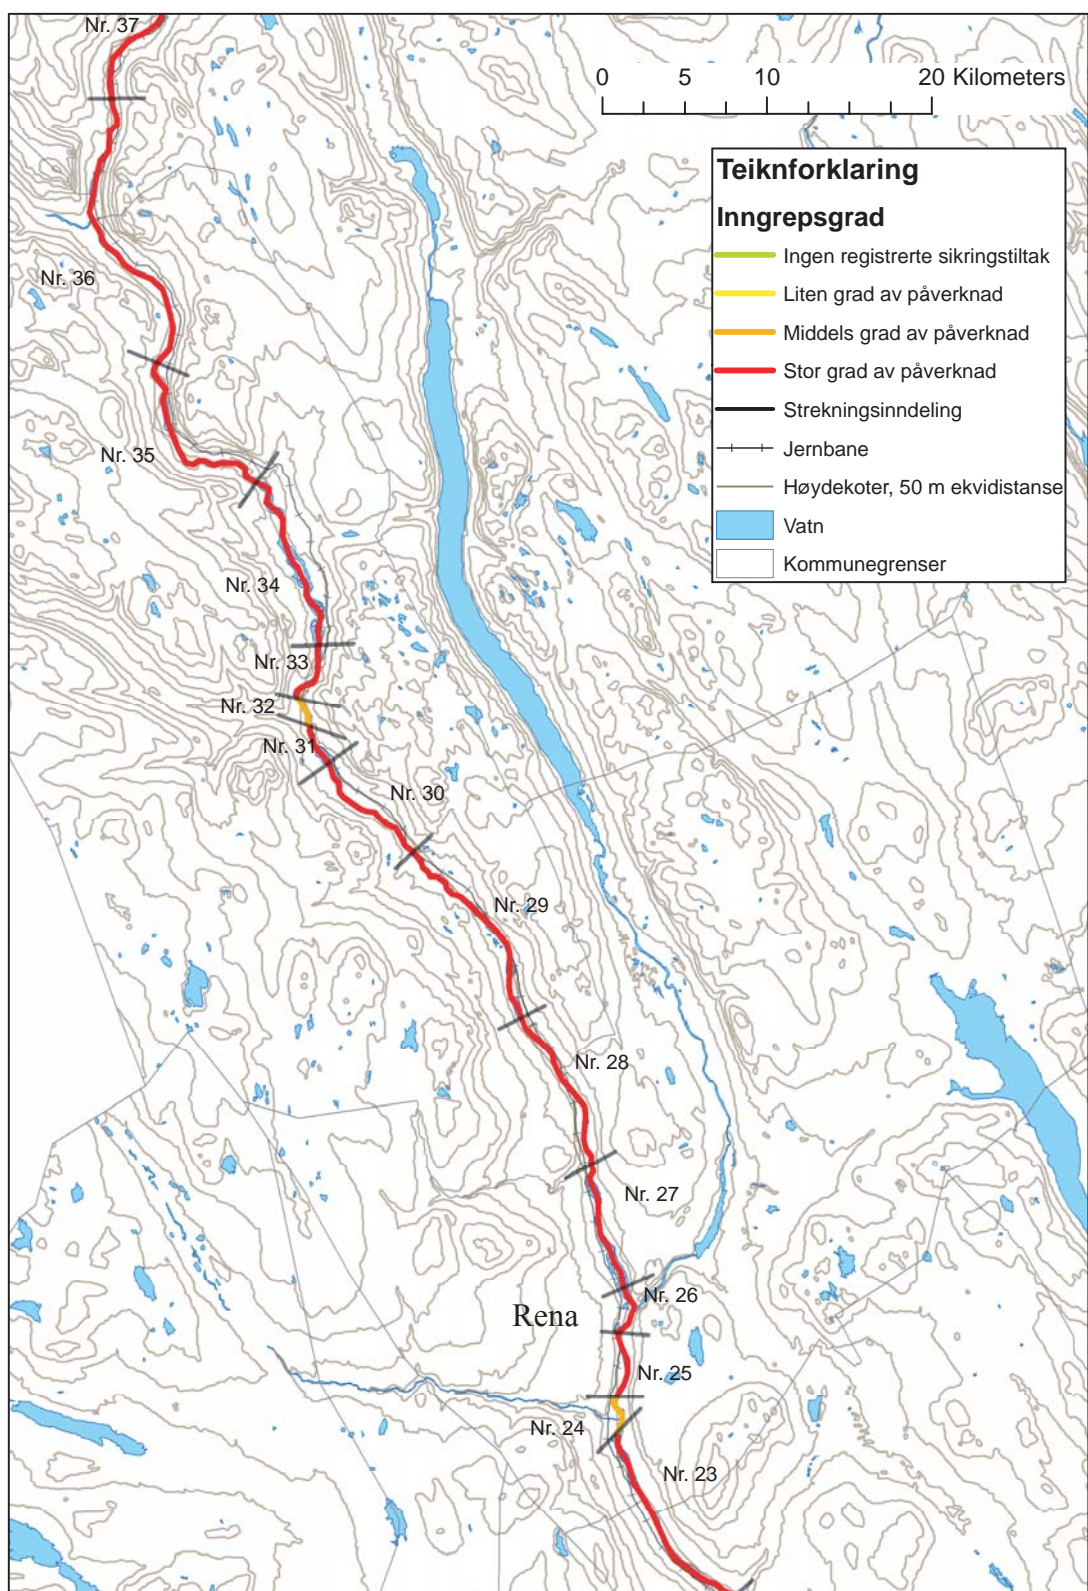 Nr. 37
0 5 10 20 Kilometers
Teiknforklaring
Inngrepsgrad
Ingen registrerte sikringstiltak
Liten grad av påverknad
Middels grad av påverknad
Stor grad av påverknad
Strekningsinndeling
Jernbane
Høydekoter, 50 m ekvidistanse
Vatn
Kommunegrenser
Nr. 36
Nr. 35
Nr. 34
Nr. 33
Nr. 32
Nr. 31
Nr. 30
Nr. 29
Nr. 28
Nr. 27
Nr. 26
Rena
Nr. 25
Nr. 24
Nr. 23